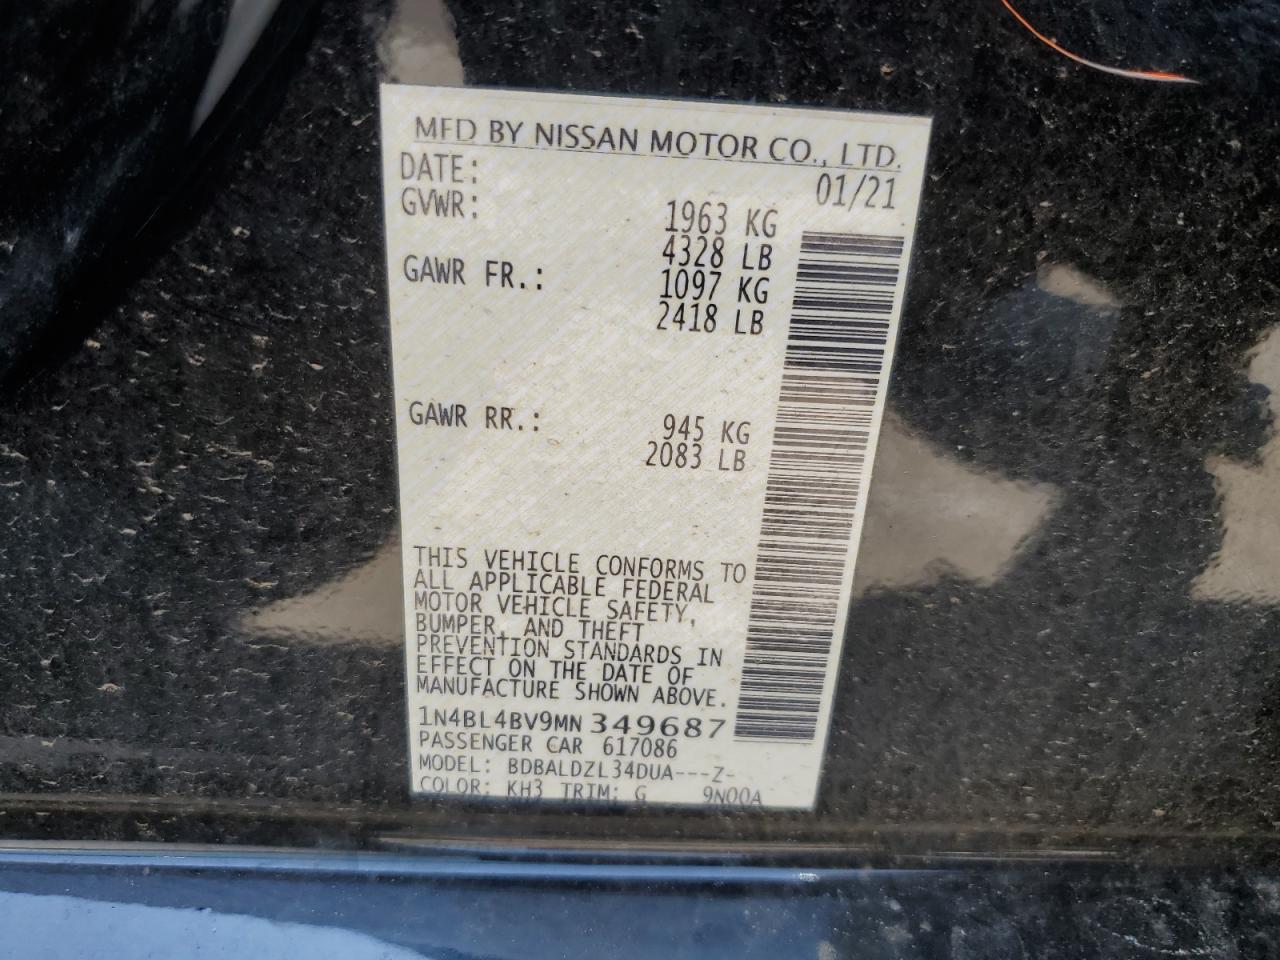 MFD BY NISSAN MOTOR CO., LTD.
DATE: 01/21
GVWR: 1963 KG
4328 LB
GAWR FR.: 1097 KG
2418 LB
GAWR RR.: 945 KG
2083 LB
THIS VEHICLE CONFORMS TO
ALL APPLICABLE FEDERAL
MOTOR VEHICLE SAFETY,
BUMPER, AND THEFT
PREVENTION STANDARDS IN
EFFECT ON THE DATE OF
MANUFACTURE SHOWN ABOVE.
1N4BL4BV9MN 349687
PASSENGER CAR 617086
MODEL: BDBALDZL34DUA---Z-
COLOR: KH3 TRIM: G 9N00A